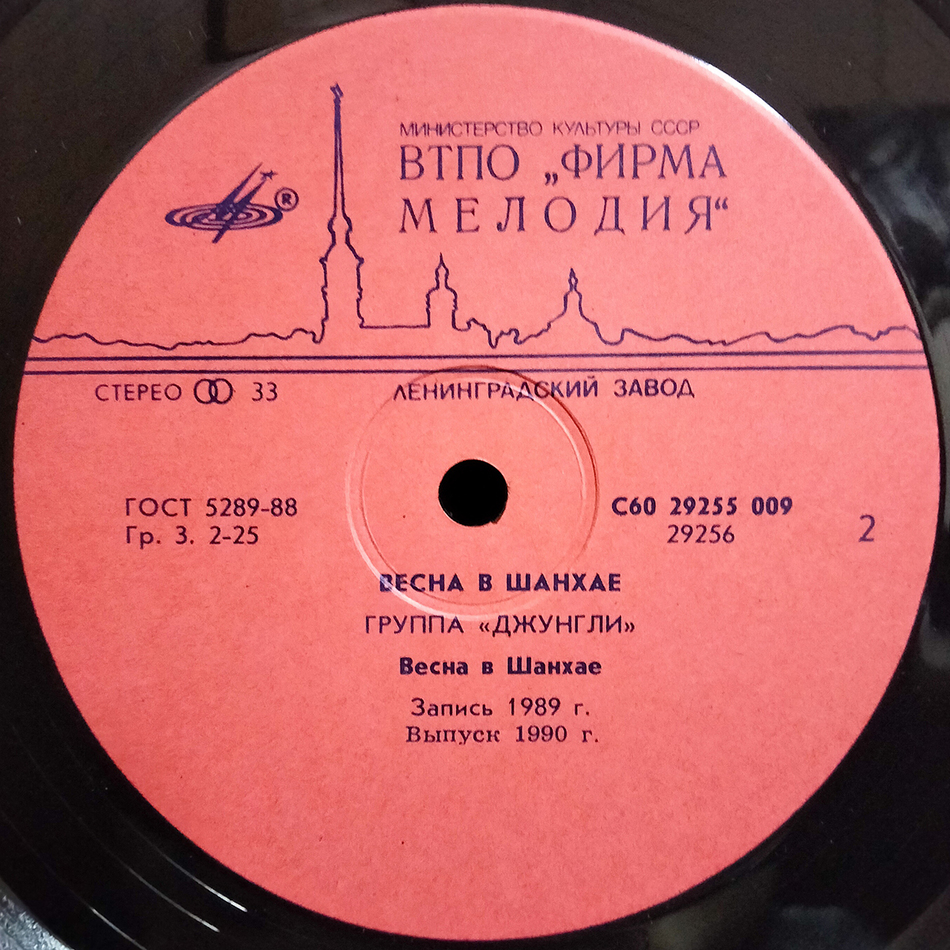 МИНИСТЕРСТВО КУЛЬТУРЫ СССР
ВТПО „ФИРМА
МЕЛОДИЯ“
®
СТЕРЕО 33
ЛЕНИНГРАДСКИЙ ЗАВОД
ГОСТ 5289-88
Гр. 3. 2-25
С60 29255 009
29256
2
ВЕСНА В ШАНХАЕ
ГРУППА «ДЖУНГЛИ»
Весна в Шанхае
Запись 1989 г.
Выпуск 1990 г.